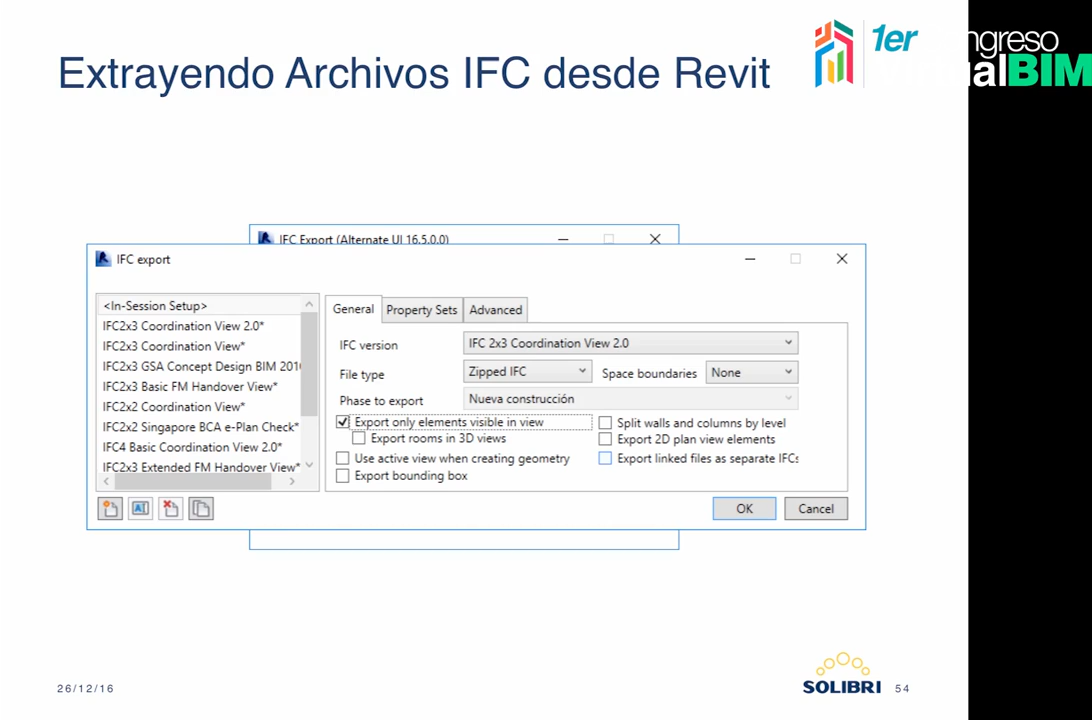 Extrayendo Archivos IFC desde Revit
1er
ngreso
ualBIM
IFC Export (Alternate UI 16.5.0.0)
IFC export
<In-Session Setup>
IFC2x3 Coordination View 2.0*
IFC2x3 Coordination View*
IFC2x3 GSA Concept Design BIM 2010
IFC2x3 Basic FM Handover View*
IFC2x2 Coordination View*
IFC2x2 Singapore BCA e-Plan Check*
IFC4 Basic Coordination View 2.0*
IFC2x3 Extended FM Handover View*
General Property Sets Advanced
IFC version IFC 2x3 Coordination View 2.0
File type Zipped IFC Space boundaries None
Phase to export Nueva construcción
Export only elements visible in view Split walls and columns by level
Export rooms in 3D views Export 2D plan view elements
Use active view when creating geometry Export linked files as separate IFCs
Export bounding box
OK Cancel
26/12/16
SOLIBRI 54